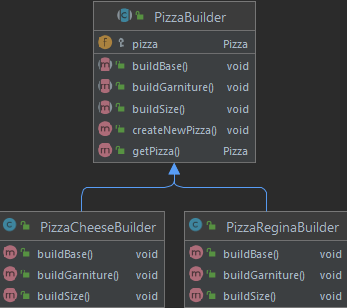 PizzaBuilder
pizza Pizza
buildBase() void
buildGarniture() void
buildSize() void
createNewPizza() void
getPizza() Pizza
PizzaCheeseBuilder
buildBase() void
buildGarniture() void
buildSize() void
PizzaReginaBuilder
buildBase() void
buildGarniture() void
buildSize() void